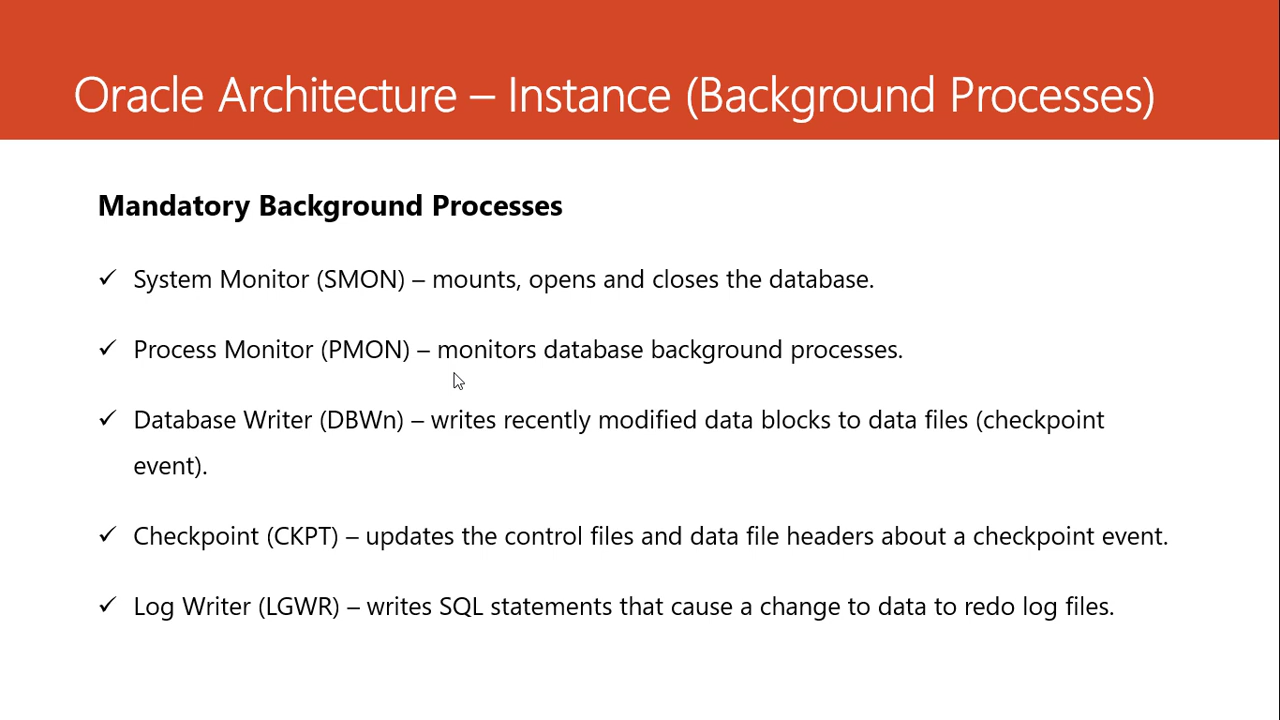 Oracle Architecture – Instance (Background Processes)
Mandatory Background Processes
✓ System Monitor (SMON) – mounts, opens and closes the database.
✓ Process Monitor (PMON) – monitors database background processes.
✓ Database Writer (DBWn) – writes recently modified data blocks to data files (checkpoint
event).
✓ Checkpoint (CKPT) – updates the control files and data file headers about a checkpoint event.
✓ Log Writer (LGWR) – writes SQL statements that cause a change to data to redo log files.